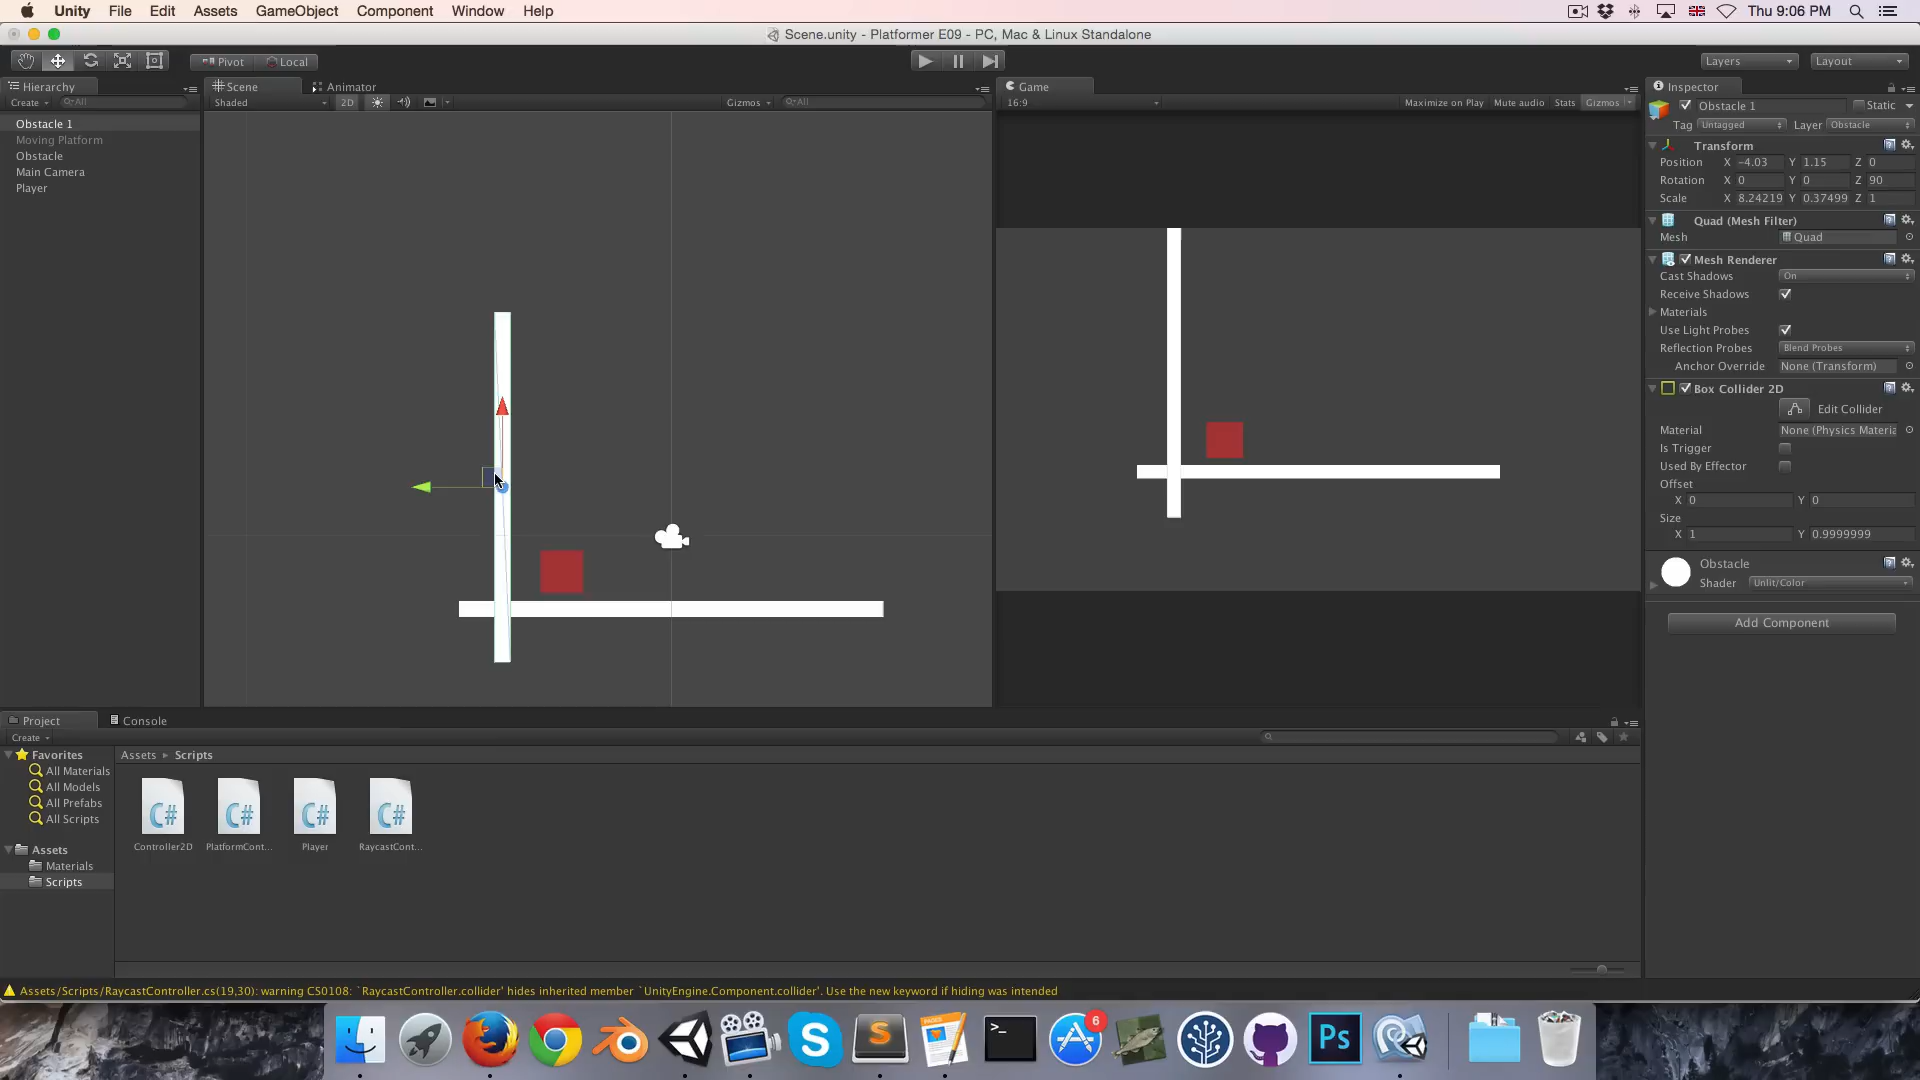 Unity File Edit Assets GameObject Component Window Help Thu 9:06 PM
Scene.unity - Platformer E09 - PC, Mac & Linux Standalone
Pivot Local Layers Layout
Hierarchy Scene Animator Game Inspector
Create All Shaded 2D Gizmos All 16:9 Maximize on Play Mute audio Stats Gizmos
Obstacle 1 Static
Tag Untagged Layer Obstacle
Obstacle 1
Moving Platform
Obstacle
Main Camera
Player
Transform
Position X -4.03 Y 1.15 Z 0
Rotation X 0 Y 0 Z 90
Scale X 8.24219 Y 0.37499 Z 1
Quad (Mesh Filter)
Mesh Quad
Mesh Renderer
Cast Shadows On
Receive Shadows
Materials
Use Light Probes
Reflection Probes Blend Probes
Anchor Override None (Transform)
Box Collider 2D
Edit Collider
Material None (Physics Materia
Is Trigger
Used By Effector
Offset
X 0 Y 0
Size
X 1 Y 0.9999999
Obstacle
Shader Unlit/Color
Add Component
Project Console
Create
Favorites
All Materials
All Models
All Prefabs
All Scripts
Assets
Materials
Scripts
Assets Scripts
C# C# C# C#
Controller2D PlatformCont... Player RaycastCont...
Assets/Scripts/RaycastController.cs(19,30): warning CS0108: `RaycastController.collider' hides inherited member `UnityEngine.Component.collider'. Use the new keyword if hiding was intended
S S PAGES >_ 6 Ps